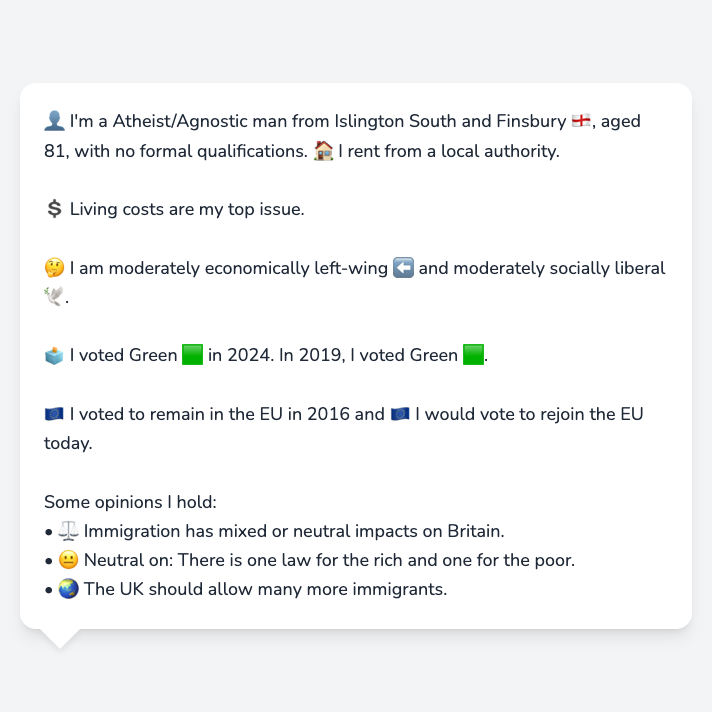 👤 I'm a Atheist/Agnostic man from Islington South and Finsbury 🏴󠁧󠁢󠁥󠁮󠁧󠁿, aged
81, with no formal qualifications. 🏠 I rent from a local authority.
💲 Living costs are my top issue.
🤔 I am moderately economically left-wing ⬅️ and moderately socially liberal
🕊️.
🗳️ I voted Green 🟩 in 2024. In 2019, I voted Green 🟩.
🇪🇺 I voted to remain in the EU in 2016 and 🇪🇺 I would vote to rejoin the EU
today.
Some opinions I hold:
• ⚖️ Immigration has mixed or neutral impacts on Britain.
• 😐 Neutral on: There is one law for the rich and one for the poor.
• 🌏 The UK should allow many more immigrants.